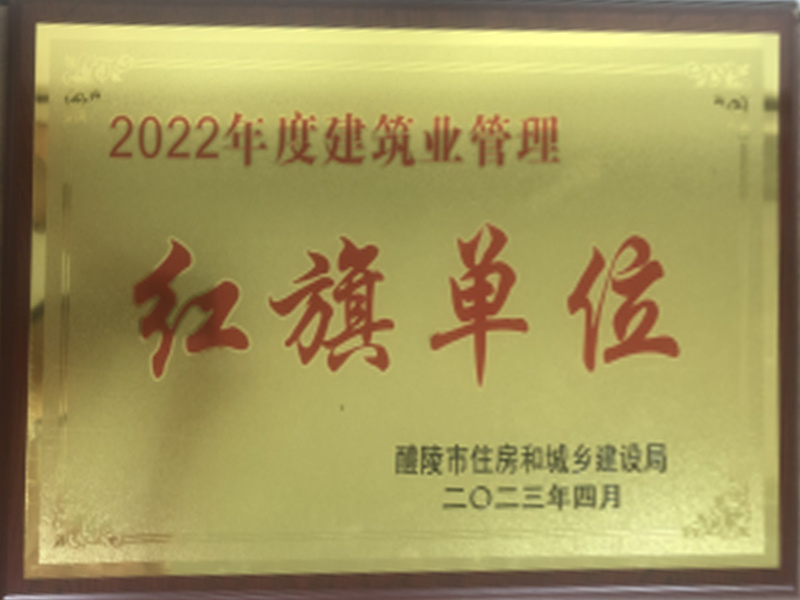 2022年度建筑业管理
红旗单位
醴陵市住房和城乡建设局
二〇二三年四月